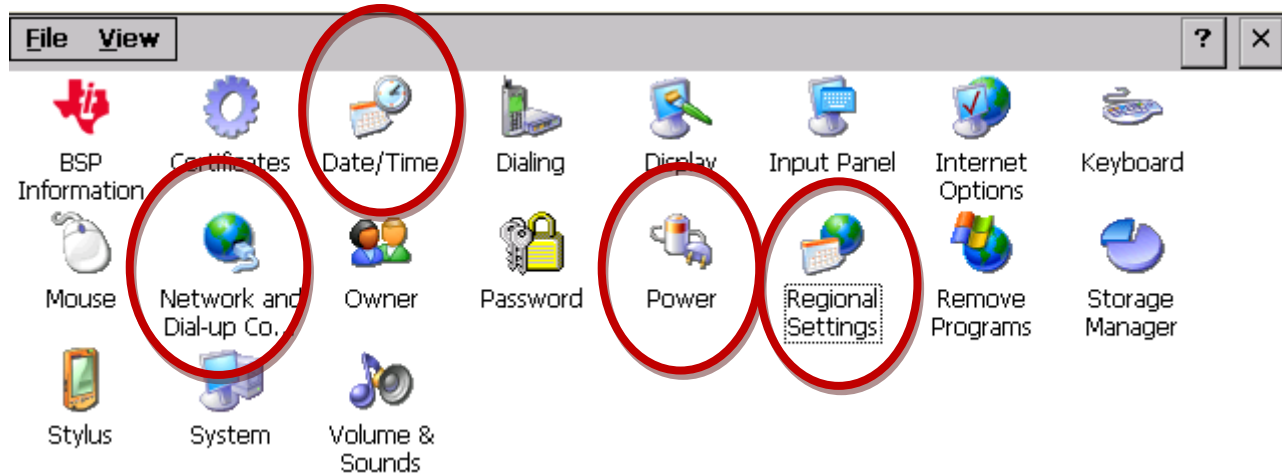 File View ? ×
BSP Information
Certificates
Date/Time
Dialing
Display
Input Panel
Internet Options
Keyboard
Mouse
Network and Dial-up Co...
Owner
Password
Power
Regional Settings
Remove Programs
Storage Manager
Stylus
System
Volume & Sounds